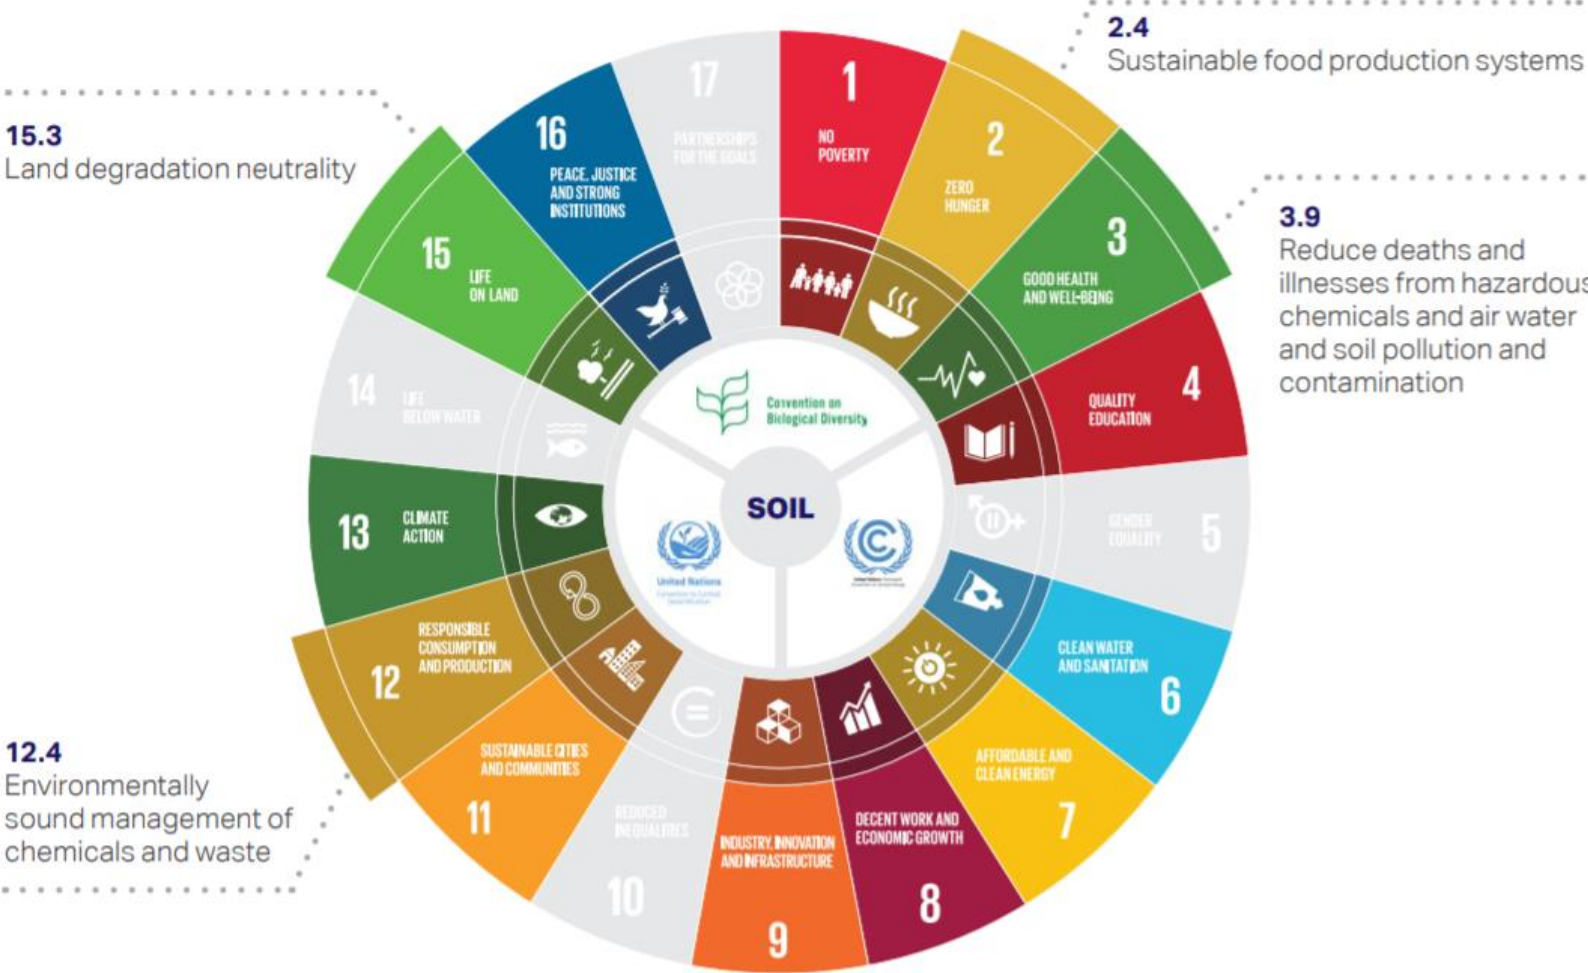 2.4
Sustainable food production systems
15.3
Land degradation neutrality
3.9
Reduce deaths and
illnesses from hazardous
chemicals and air water
and soil pollution and
contamination
12.4
Environmentally
sound management of
chemicals and waste
1
NO
POVERTY
2
ZERO
HUNGER
3
GOOD HEALTH
AND WELL-BEING
4
QUALITY
EDUCATION
5
GENDER
EQUALITY
6
CLEAN WATER
AND SANITATION
7
AFFORDABLE AND
CLEAN ENERGY
8
DECENT WORK AND
ECONOMIC GROWTH
9
INDUSTRY, INNOVATION
AND INFRASTRUCTURE
10
REDUCED
INEQUALITIES
11
SUSTAINABLE CITIES
AND COMMUNITIES
12
RESPONSIBLE
CONSUMPTION
AND PRODUCTION
13
CLIMATE
ACTION
14
LIFE
BELOW WATER
15
LIFE
ON LAND
16
PEACE, JUSTICE
AND STRONG
INSTITUTIONS
17
PARTNERSHIPS
FOR THE GOALS
Convention on
Biological Diversity
SOIL
United Nations